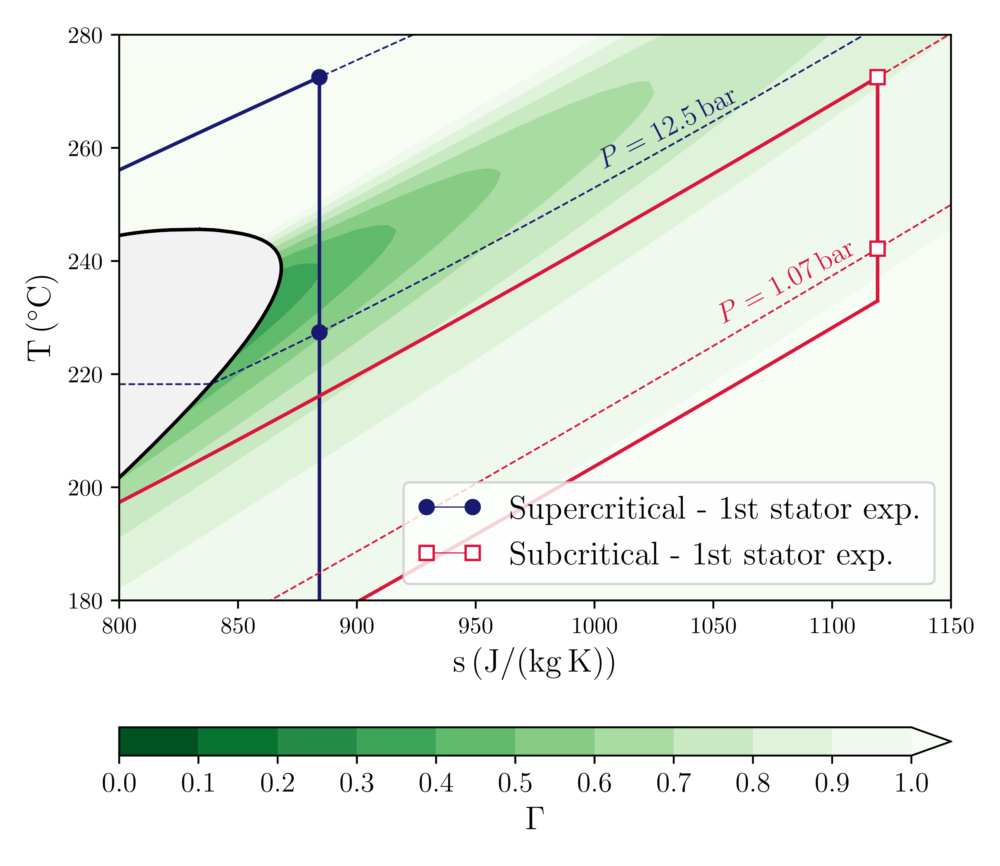 280
260
240
220
200
180
T (°C)
P = 12.5 bar
P = 1.07 bar
Supercritical - 1st stator exp.
Subcritical - 1st stator exp.
800 850 900 950 1000 1050 1100 1150
s (J/(kg K))
0.0 0.1 0.2 0.3 0.4 0.5 0.6 0.7 0.8 0.9 1.0
Γ